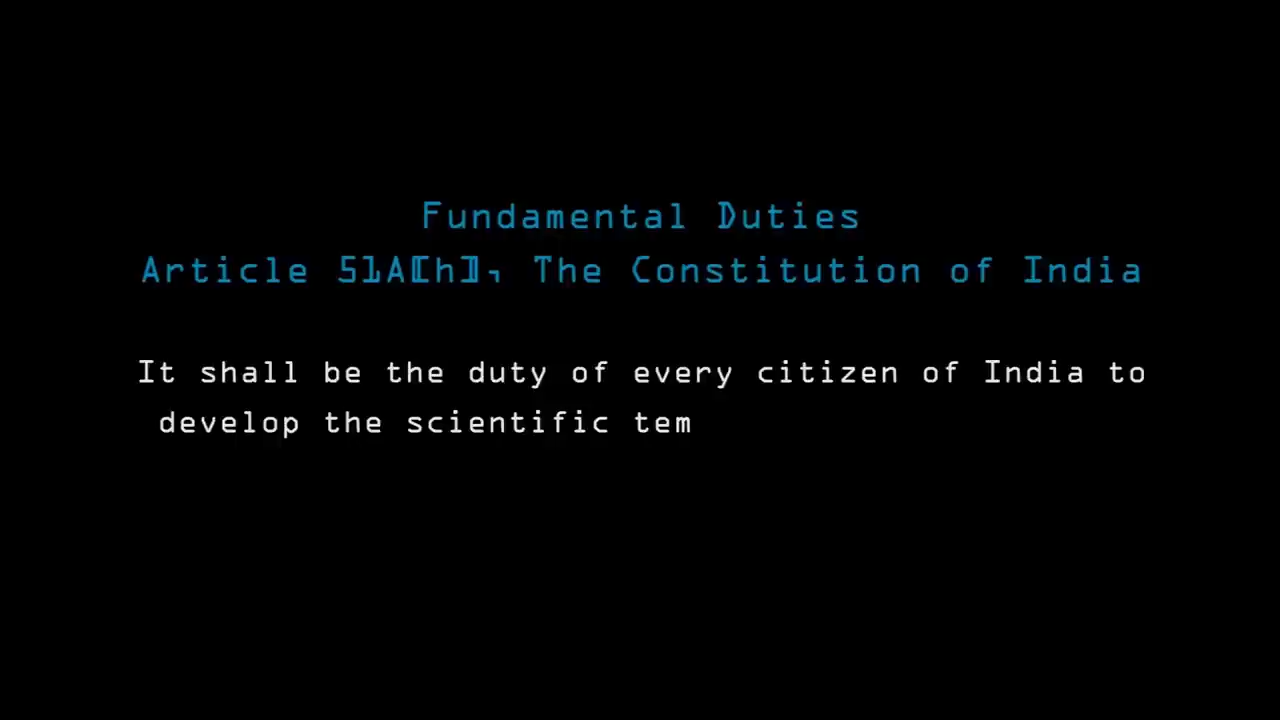 Fundamental Duties
Article 51A[h], The Constitution of India
It shall be the duty of every citizen of India to
develop the scientific tem